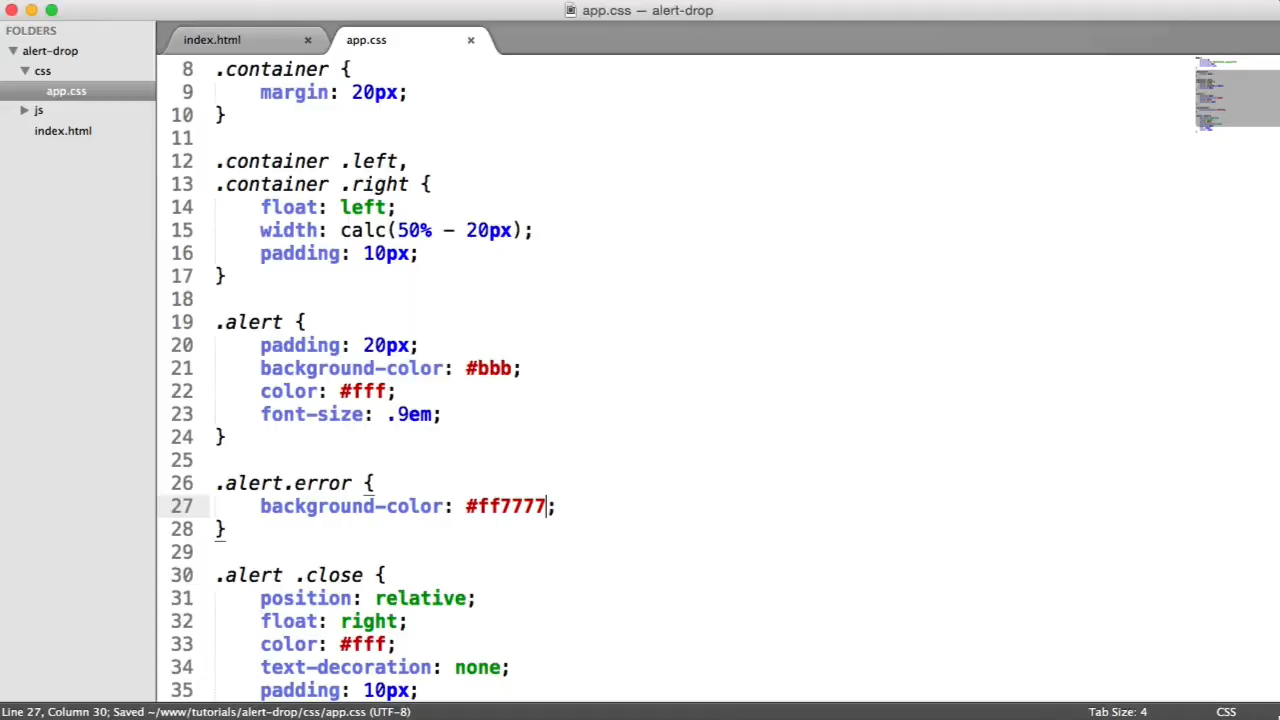 app.css — alert-drop
FOLDERS
alert-drop
css
app.css
js
index.html
index.html ×
app.css ×
8 .container {
9     margin: 20px;
10 }
11
12 .container .left,
13 .container .right {
14     float: left;
15     width: calc(50% - 20px);
16     padding: 10px;
17 }
18
19 .alert {
20     padding: 20px;
21     background-color: #bbb;
22     color: #fff;
23     font-size: .9em;
24 }
25
26 .alert.error {
27     background-color: #ff7777;
28 }
29
30 .alert .close {
31     position: relative;
32     float: right;
33     color: #fff;
34     text-decoration: none;
35     padding: 10px;
Line 27, Column 30; Saved ~/www/tutorials/alert-drop/css/app.css (UTF-8)
Tab Size: 4
CSS